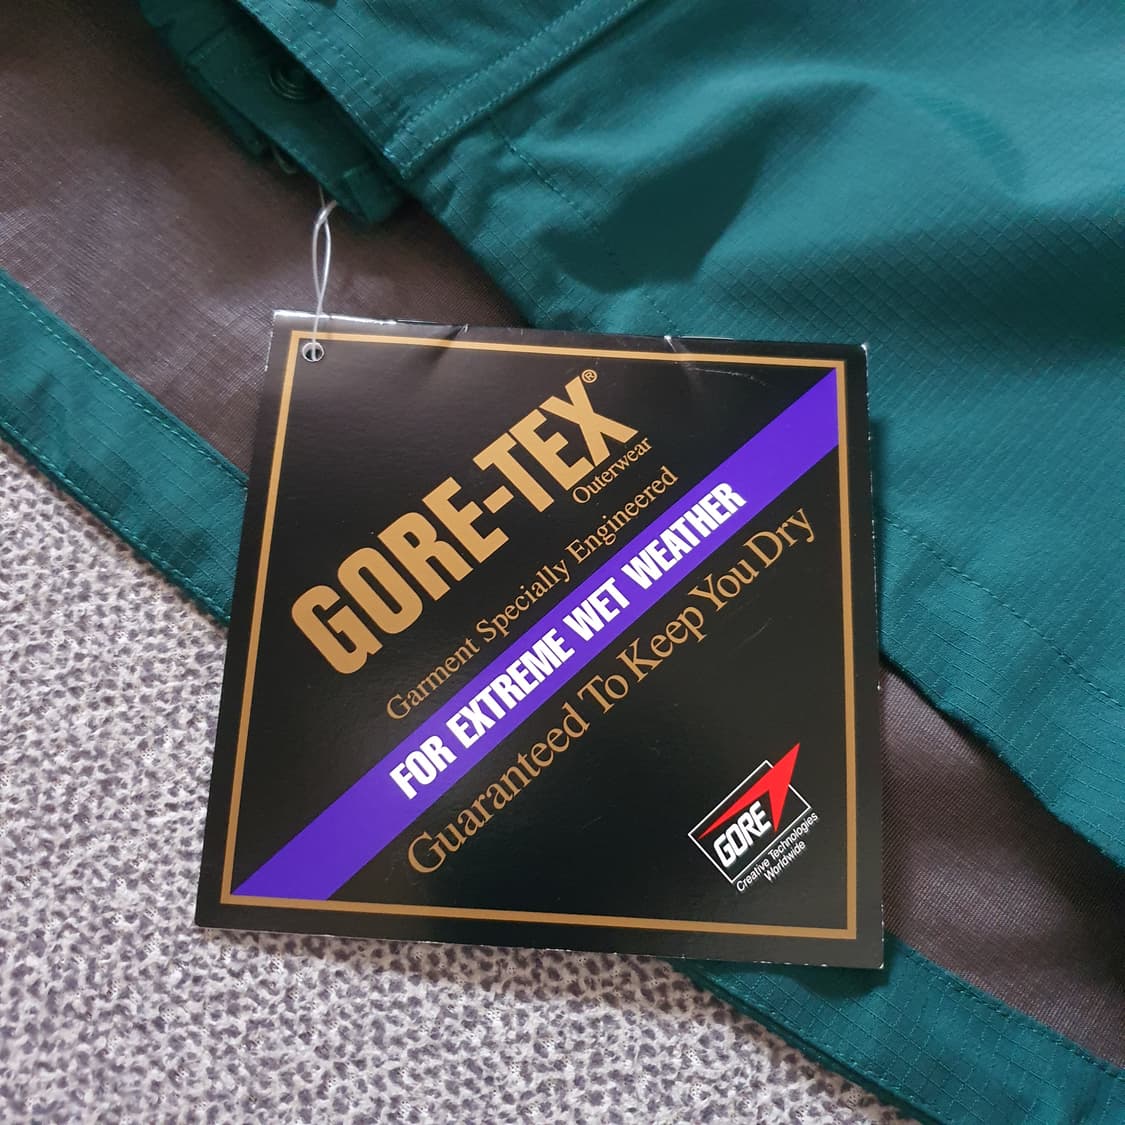 GORE-TEX®
Outerwear
Garment Specially Engineered
FOR EXTREME WET WEATHER
Guaranteed To Keep You Dry
GORE
Creative Technologies
Worldwide